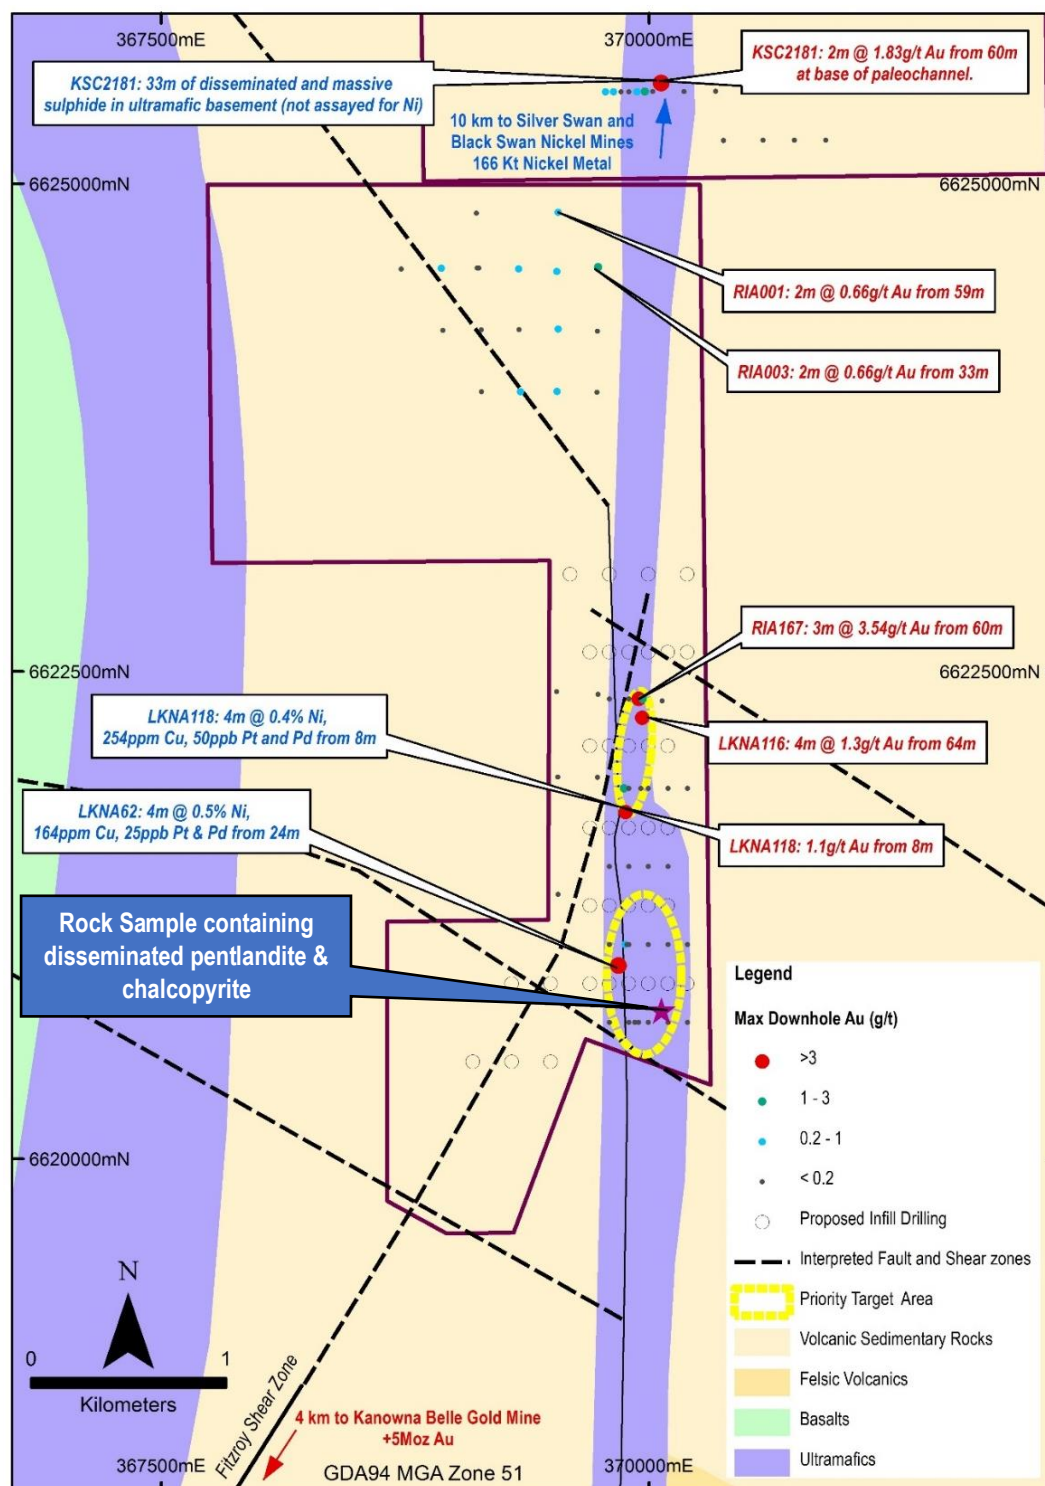 367500mE
370000mE
KSC2181: 33m of disseminated and massive
sulphide in ultramafic basement (not assayed for Ni)
KSC2181: 2m @ 1.83g/t Au from 60m
at base of paleochannel.
10 km to Silver Swan and
Black Swan Nickel Mines
166 Kt Nickel Metal
6625000mN
6625000mN
RIA001: 2m @ 0.66g/t Au from 59m
RIA003: 2m @ 0.66g/t Au from 33m
RIA167: 3m @ 3.54g/t Au from 60m
6622500mN
6622500mN
LKNA118: 4m @ 0.4% Ni,
254ppm Cu, 50ppb Pt and Pd from 8m
LKNA116: 4m @ 1.3g/t Au from 64m
LKNA62: 4m @ 0.5% Ni,
164ppm Cu, 25ppb Pt & Pd from 24m
LKNA118: 1.1g/t Au from 8m
Rock Sample containing
disseminated pentlandite &
chalcopyrite
Legend
Max Downhole Au (g/t)
>3
1 - 3
0.2 - 1
< 0.2
Proposed Infill Drilling
Interpreted Fault and Shear zones
Priority Target Area
Volcanic Sedimentary Rocks
Felsic Volcanics
Basalts
Ultramafics
6620000mN
N
0 1
Kilometers
Fitzroy Shear Zone
4 km to Kanowna Belle Gold Mine
+5Moz Au
367500mE
GDA94 MGA Zone 51
370000mE